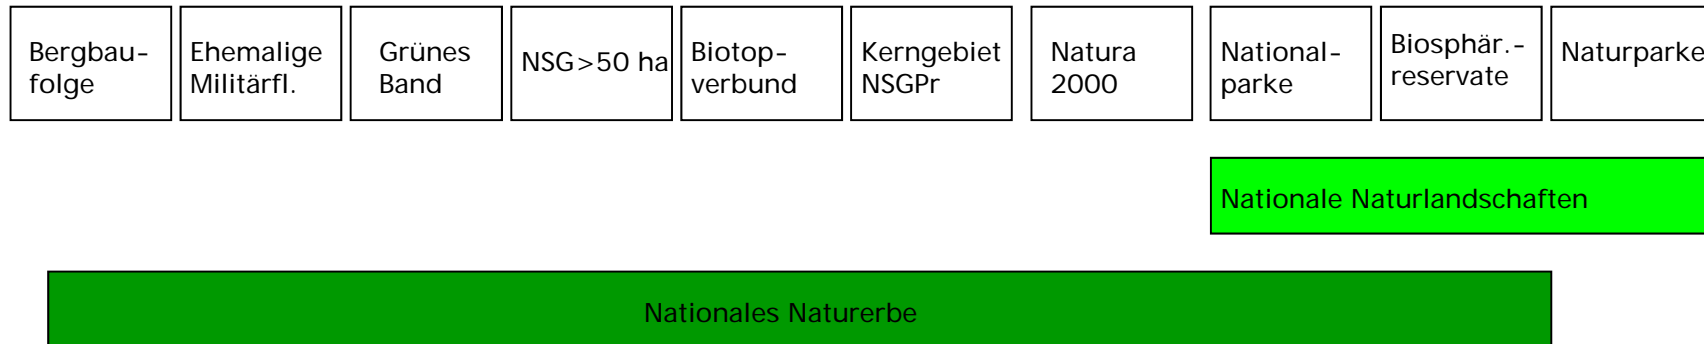 Bergbau-
folge
Ehemalige
Militärfl.
Grünes
Band
NSG>50 ha
Biotop-
verbund
Kerngebiet
NSGPr
Natura
2000
National-
parke
Biosphär.-
reservate
Naturparke
Nationale Naturlandschaften
Nationales Naturerbe